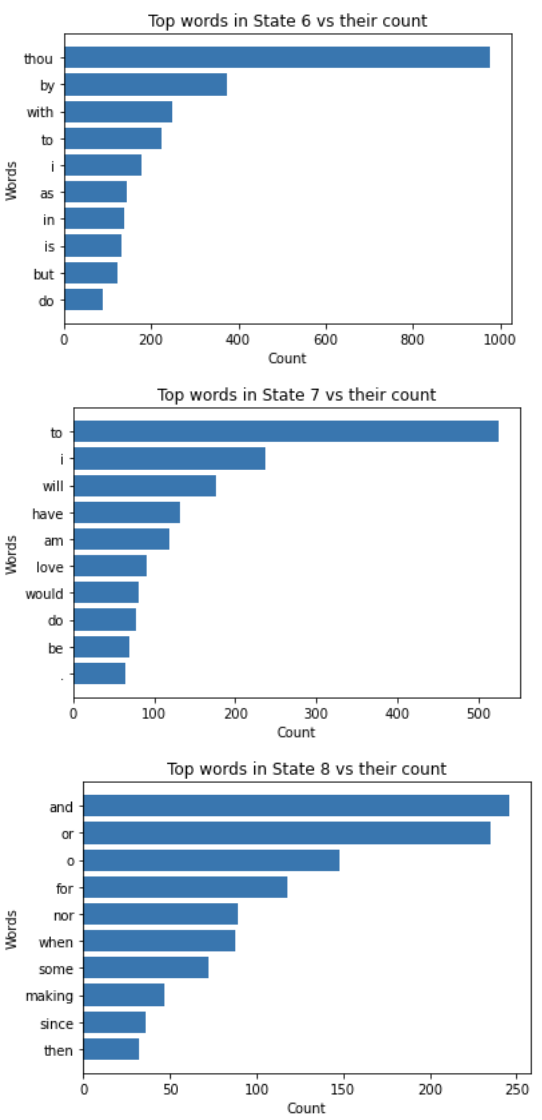 Top words in State 6 vs their count
Words
thou
by
with
to
i
as
in
is
but
do
0 200 400 600 800 1000
Count
Top words in State 7 vs their count
Words
to
i
will
have
am
love
would
do
be
.
0 100 200 300 400 500
Count
Top words in State 8 vs their count
Words
and
or
o
for
nor
when
some
making
since
then
0 50 100 150 200 250
Count